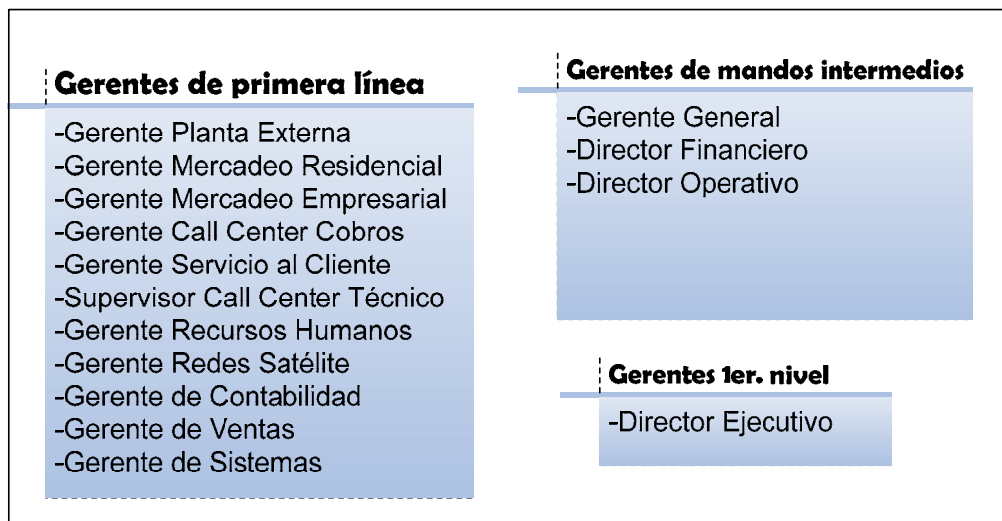 Gerentes de primera línea
-Gerente Planta Externa
-Gerente Mercadeo Residencial
-Gerente Mercadeo Empresarial
-Gerente Call Center Cobros
-Gerente Servicio al Cliente
-Supervisor Call Center Técnico
-Gerente Recursos Humanos
-Gerente Redes Satélite
-Gerente de Contabilidad
-Gerente de Ventas
-Gerente de Sistemas
Gerentes de mandos intermedios
-Gerente General
-Director Financiero
-Director Operativo
Gerentes 1er. nivel
-Director Ejecutivo